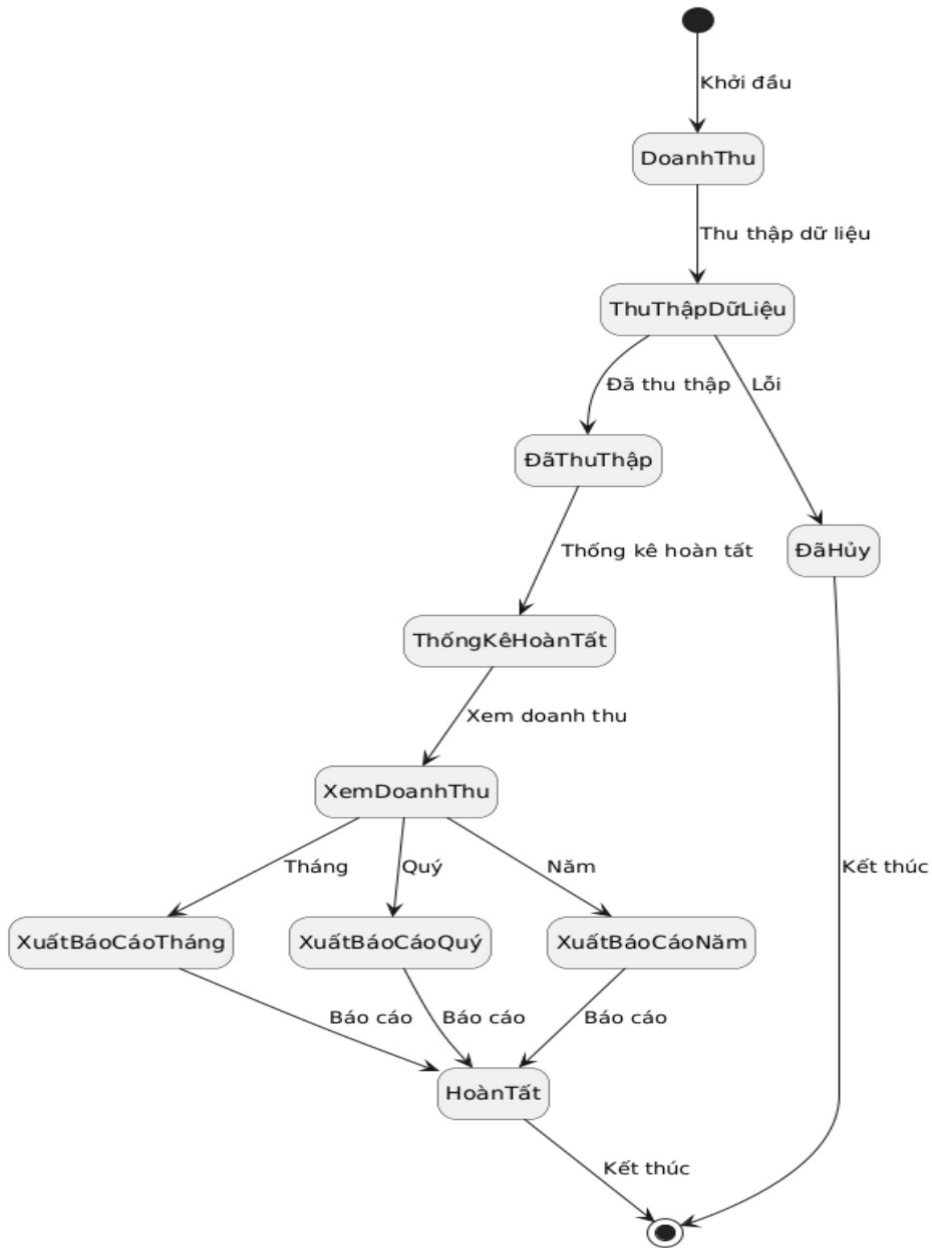 Khởi đầu
DoanhThu
Thu thập dữ liệu
ThuThậpDữLiệu
Đã thu thập
Lỗi
ĐãThuThập
Thống kê hoàn tất
ĐãHủy
ThốngKêHoànTất
Xem doanh thu
XemDoanhThu
Tháng
Quý
Năm
Kết thúc
XuấtBáoCáoTháng
XuấtBáoCáoQuý
XuấtBáoCáoNăm
Báo cáo
Báo cáo
Báo cáo
HoànTất
Kết thúc